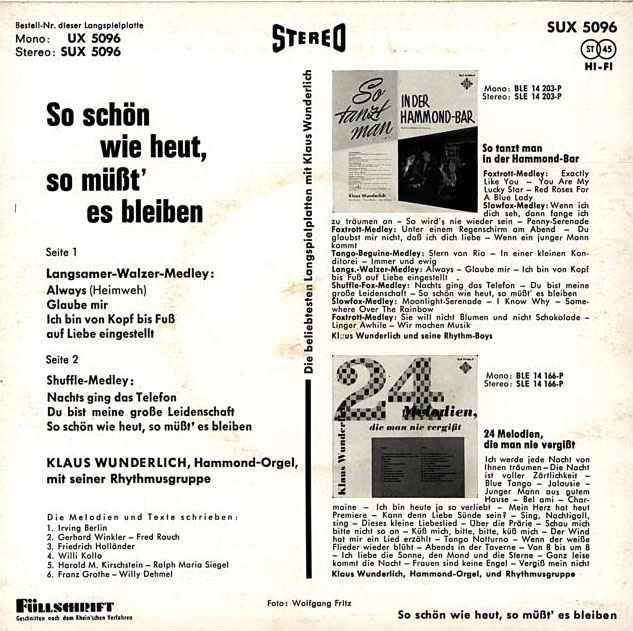 Bestell-Nr. dieser Langspielplatte
Mono: UX 5096
Stereo: SUX 5096
STEREO
SUX 5096
ST 45
HI-FI
So schön
wie heut,
so müßt'
es bleiben
Seite 1
Langsamer-Walzer-Medley:
Always (Heimweh)
Glaube mir
Ich bin von Kopf bis Fuß
auf Liebe eingestellt
Seite 2
Shuffle-Medley:
Nachts ging das Telefon
Du bist meine große Leidenschaft
So schön wie heut, so müßt' es bleiben
KLAUS WUNDERLICH, Hammond-Orgel,
mit seiner Rhythmusgruppe
Die Melodien und Texte schrieben:
1. Irving Berlin
2. Gerhard Winkler – Fred Rauch
3. Friedrich Holländer
4. Willi Kollo
5. Harold M. Kirschstein – Ralph Maria Siegel
6. Franz Grothe – Willy Dehmel
FÜLLSCHRIFT
Geschnitten nach dem Rhein'schen Verfahren
Die beliebtesten Langspielplatten mit Klaus Wunderlich
So
tanzt
man
IN DER
HAMMOND-BAR
Klaus Wunderlich
Mono: BLE 14 203-P
Stereo: SLE 14 203-P
So tanzt man
in der Hammond-Bar
Foxtrott-Medley: Exactly
Like You – You Are My
Lucky Star – Red Roses For
A Blue Lady
Slowfox-Medley: Wenn ich
dich seh, dann fange ich
zu träumen an – So wird's nie wieder sein – Penny-Serenade
Foxtrott-Medley: Unter einem Regenschirm am Abend – Du
glaubst mir nicht, daß ich dich liebe – Wenn ein junger Mann
kommt
Tango-Beguine-Medley: Stern von Rio – In einer kleinen Kon-
ditorei – Immer und ewig
Langs.-Walzer-Medley: Always – Glaube mir – Ich bin von Kopf
bis Fuß auf Liebe eingestellt
Shuffle-Fox-Medley: Nachts ging das Telefon – Du bist meine
große Leidenschaft – So schön wie heut, so müßt' es bleiben
Slowfox-Medley: Moonlight-Serenade – I Know Why – Some-
where Over The Rainbow
Foxtrott-Medley: Sie will nicht Blumen und nicht Schokolade –
Linger Awhile – Wir machen Musik
Klaus Wunderlich und seine Rhythm-Boys
24
Melodien,
die man nie vergißt
Klaus Wunderlich
Mono: BLE 14 166-P
Stereo: SLE 14 166-P
24 Melodien,
die man nie vergißt
Ich werde jede Nacht von
Ihnen träumen – Die Nacht
ist voller Zärtlichkeit –
Blue Tango – Jalousie –
Junger Mann aus gutem
Hause – Bel ami – Char-
maine – Ich bin heute ja so verliebt – Mein Herz hat heut
Premiere – Kann denn Liebe Sünde sein? – Sing, Nachtigall,
sing – Dieses kleine Liebeslied – Über die Prärie – Schau mich
bitte nicht so an – Küß mich, bitte, bitte, küß mich – Der Wind
hat mir ein Lied erzählt – Tango Notturno – Wenn der weiße
Flieder wieder blüht – Abends in der Taverne – Von 8 bis um 8
– Ich liebe die Sonne, den Mond und die Sterne – Ganz leise
kommt die Nacht – Frauen sind keine Engel – Vergiß mein nicht
Klaus Wunderlich, Hammond-Orgel, und Rhythmusgruppe
Foto: Wolfgang Fritz
So schön wie heut, so müßt' es bleiben